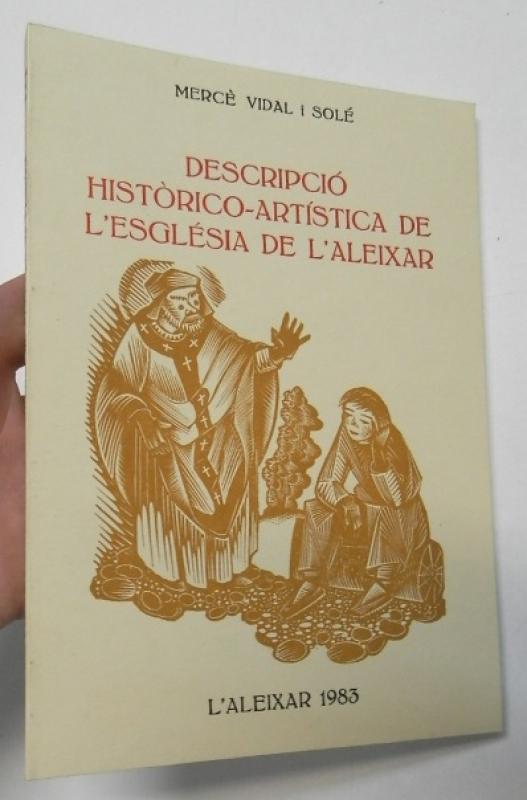 MERCÈ VIDAL i SOLÉ
DESCRIPCIÓ
HISTÒRICO-ARTÍSTICA DE
L'ESGLÉSIA DE L'ALEIXAR
L'ALEIXAR 1983